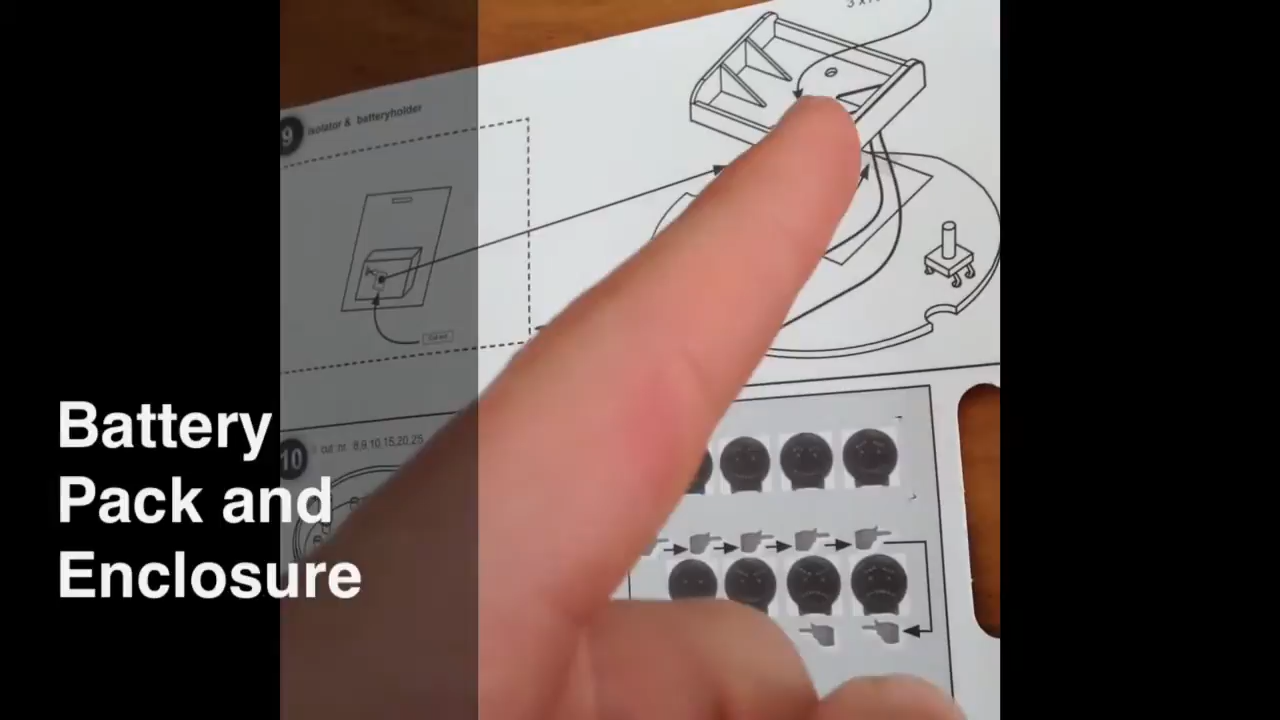 9 isolator & batteryholder
10 cut nr. 8,9,10,15,20,25
Battery
Pack and
Enclosure